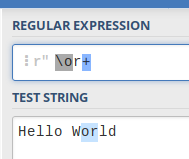 REGULAR EXPRESSION
⋮ r" \or+
TEST STRING
Hello World